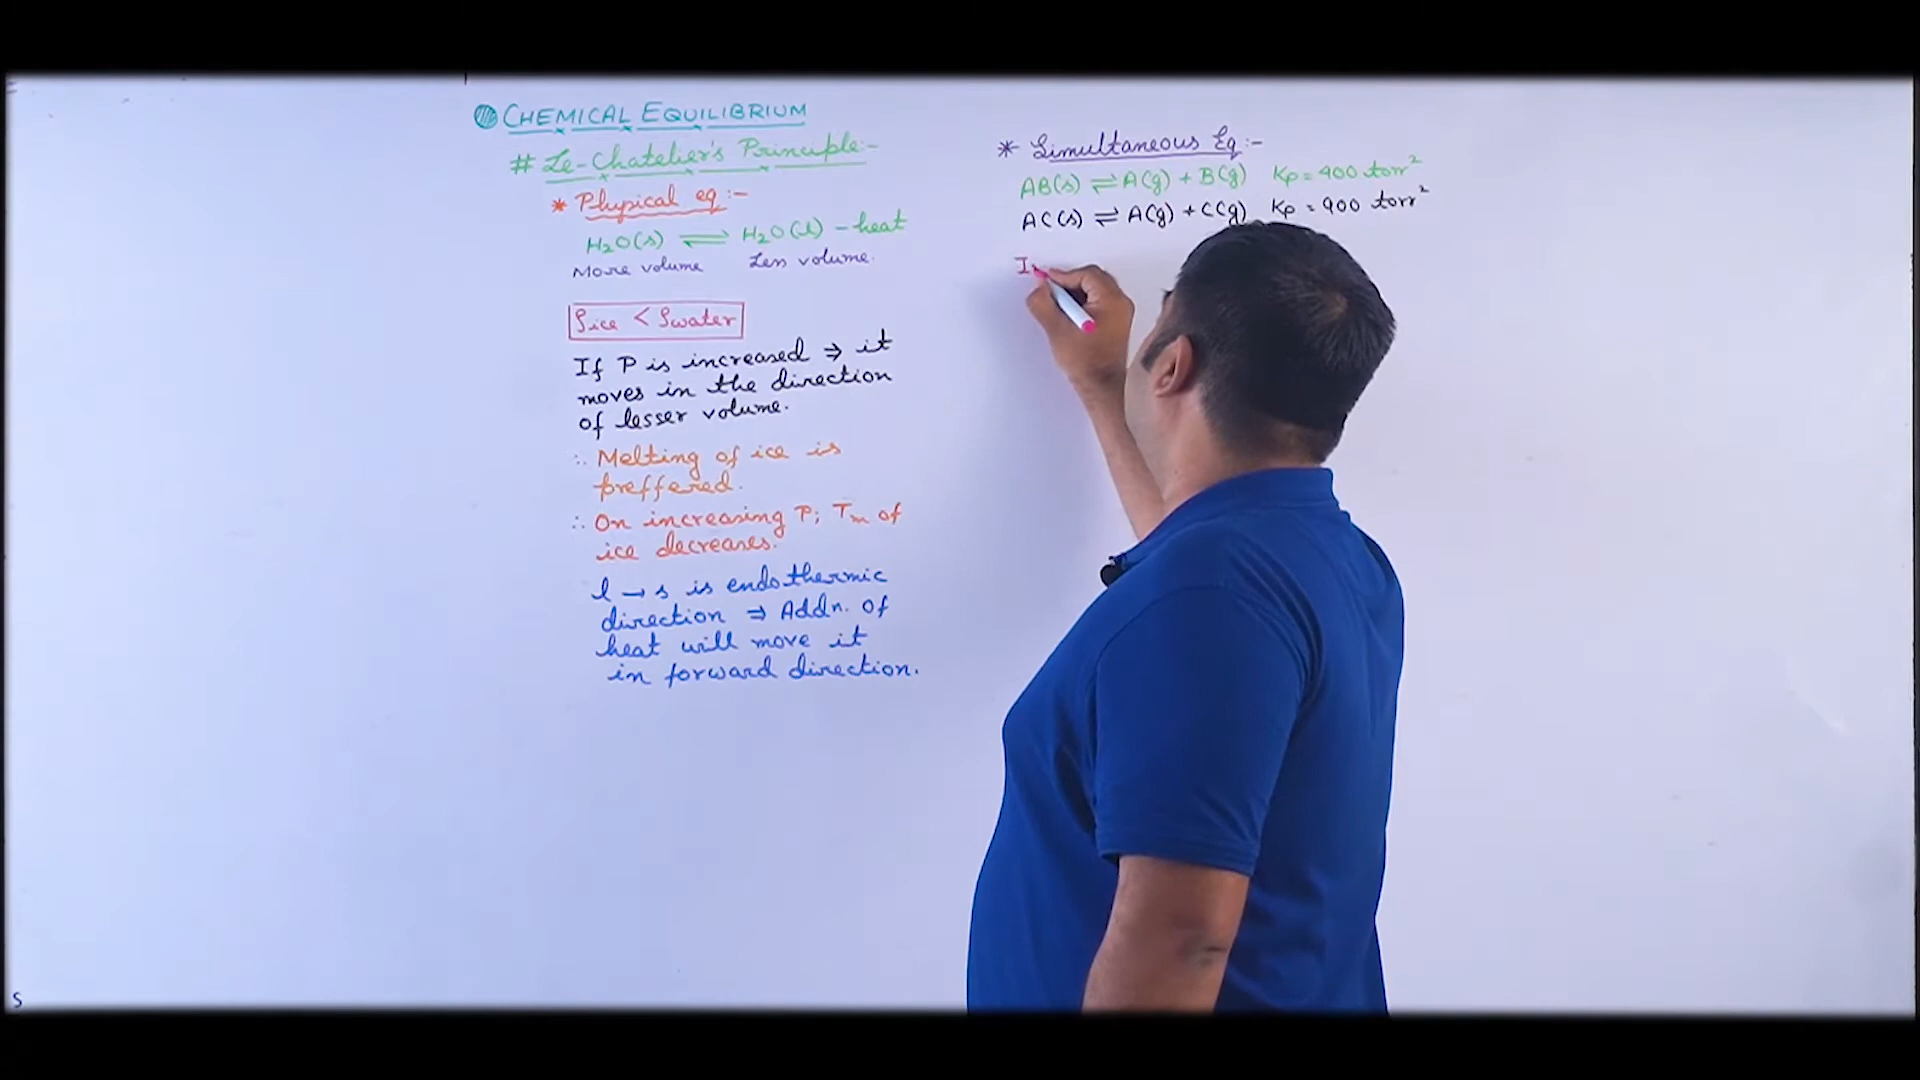 CHEMICAL EQUILIBRIUM
# Le-Chatelier's Principle:-
* Physical eq:-
H₂O(s) ⇌ H₂O(l) - heat
More volume Less volume.
ρice < ρwater
If P is increased ⇒ it
moves in the direction
of lesser volume.
∴ Melting of ice is
preffered.
∴ On increasing P; Tm of
ice decreases.
l → s is endothermic
direction ⇒ Addn. of
heat will move it
in forward direction.
* Simultaneous Eq:-
AB(s) ⇌ A(g) + B(g) Kp = 400 torr²
AC(s) ⇌ A(g) + C(g) Kp = 900 torr²
I
S